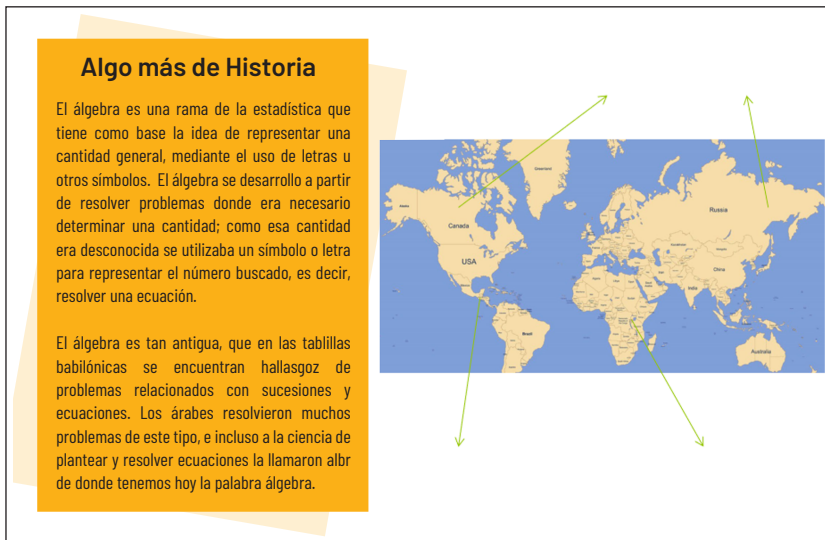 Algo más de Historia
El álgebra es una rama de la estadística que
tiene como base la idea de representar una
cantidad general, mediante el uso de letras u
otros símbolos. El álgebra se desarrollo a partir
de resolver problemas donde era necesario
determinar una cantidad; como esa cantidad
era desconocida se utilizaba un símbolo o letra
para representar el número buscado, es decir,
resolver una ecuación.
El álgebra es tan antigua, que en las tablillas
babilónicas se encuentran hallasgoz de
problemas relacionados con sucesiones y
ecuaciones. Los árabes resolvieron muchos
problemas de este tipo, e incluso a la ciencia de
plantear y resolver ecuaciones la llamaron albr
de donde tenemos hoy la palabra álgebra.
Greenland
Alaska
Canada
Russia
USA
China
India
Brazil
Australia